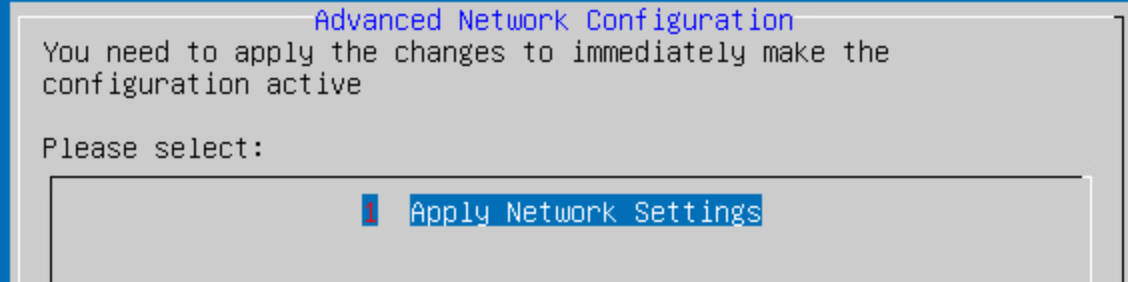 Advanced Network Configuration
You need to apply the changes to immediately make the
configuration active
Please select:
1 Apply Network Settings